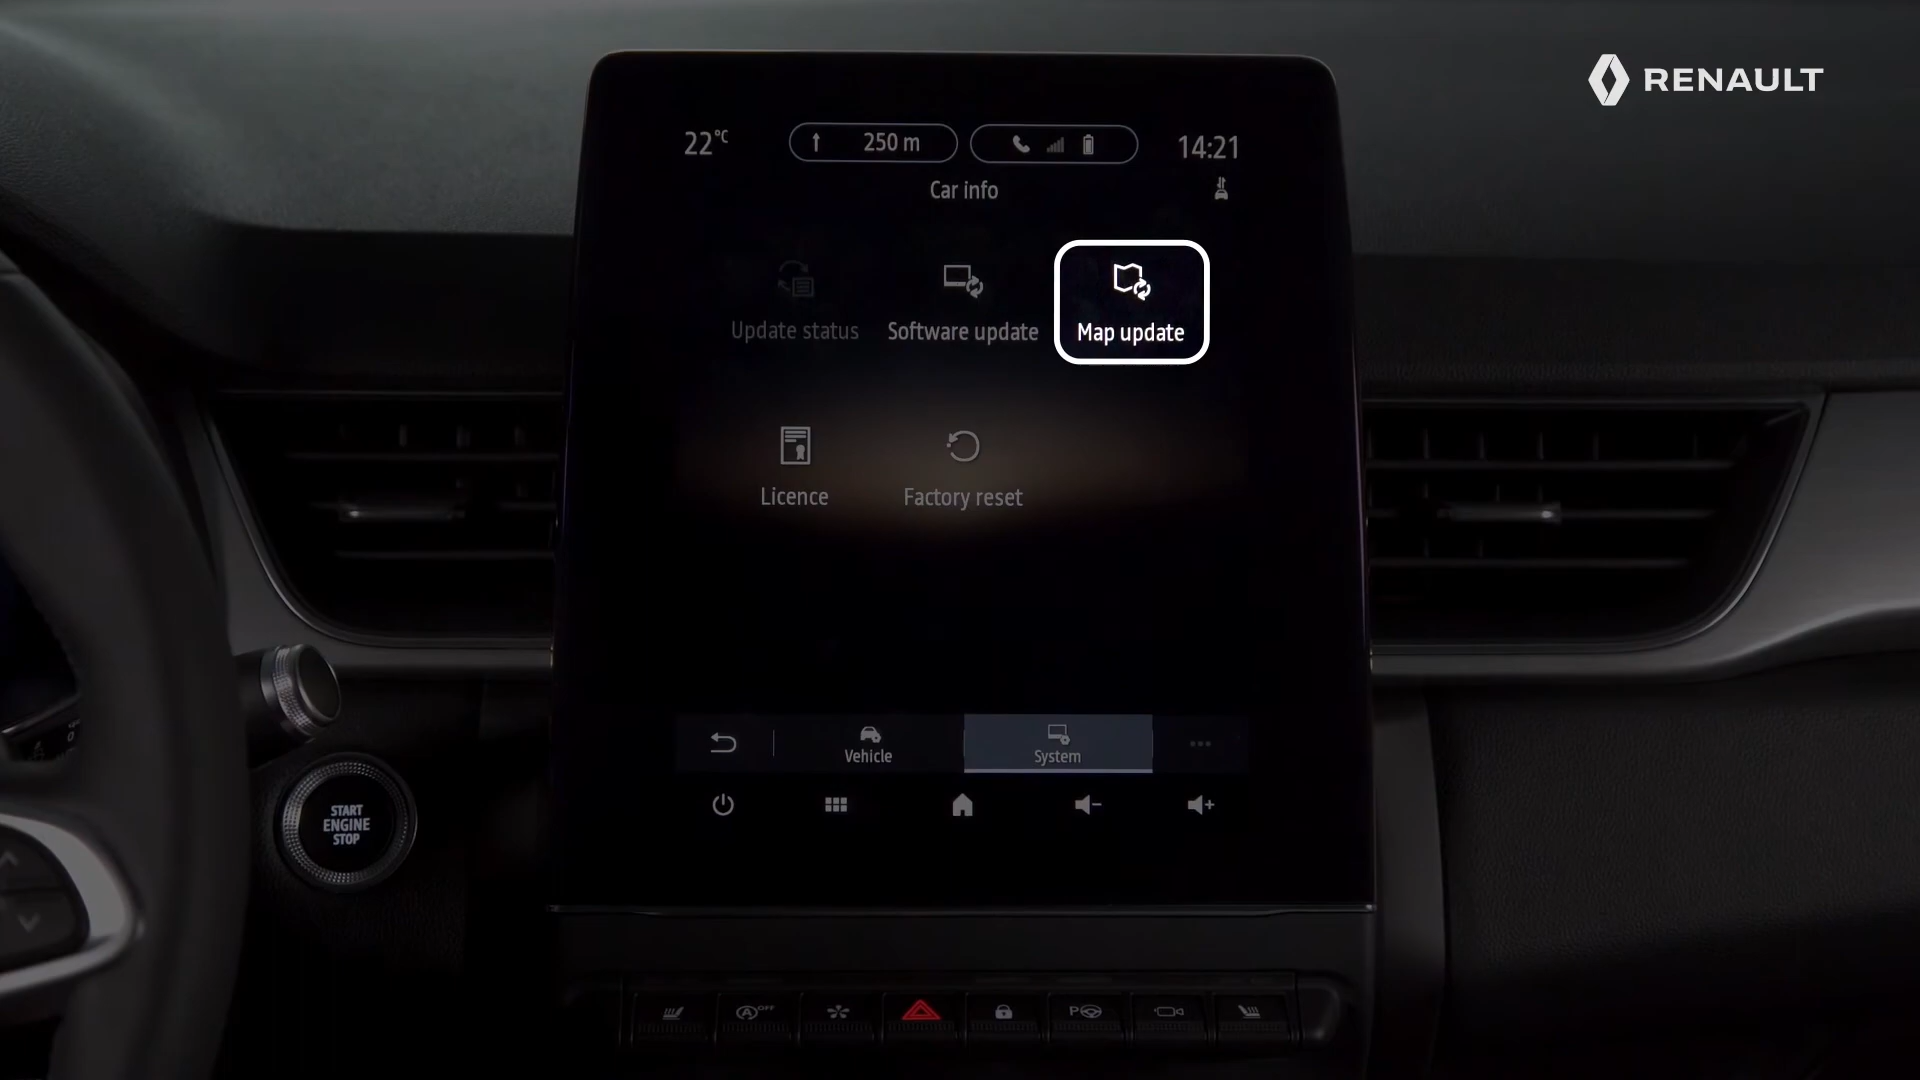 RENAULT
22°C
250 m
14:21
Car info
Update status
Software update
Map update
Licence
Factory reset
Vehicle
System
START
ENGINE
STOP
A OFF
P